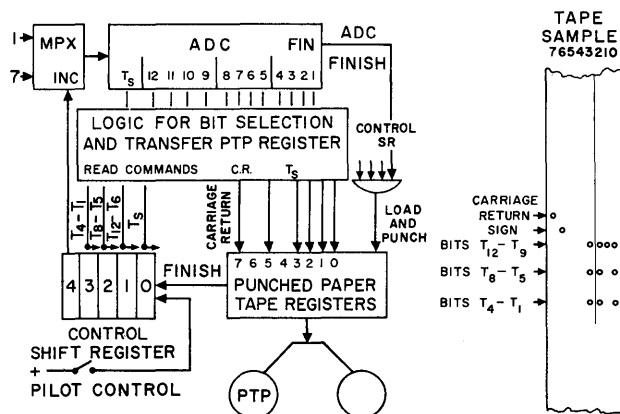 1
7
MPX
INC
ADC
FIN
Ts 12 11 10 9 8 7 6 5 4 3 2 1
ADC
FINISH
LOGIC FOR BIT SELECTION
AND TRANSFER PTP REGISTER
READ COMMANDS C.R. Ts
CONTROL
SR
T4-T1
T8-T5
T12-T6
Ts
CARRIAGE
RETURN
LOAD
AND
PUNCH
4 3 2 1 0
FINISH
7 6 5 4 3 2 1 0
PUNCHED PAPER
TAPE REGISTERS
CONTROL
SHIFT REGISTER
+
PILOT CONTROL
PTP
TAPE
SAMPLE
76543210
CARRIAGE
RETURN
SIGN
BITS T12-T9
BITS T8-T5
BITS T4-T1